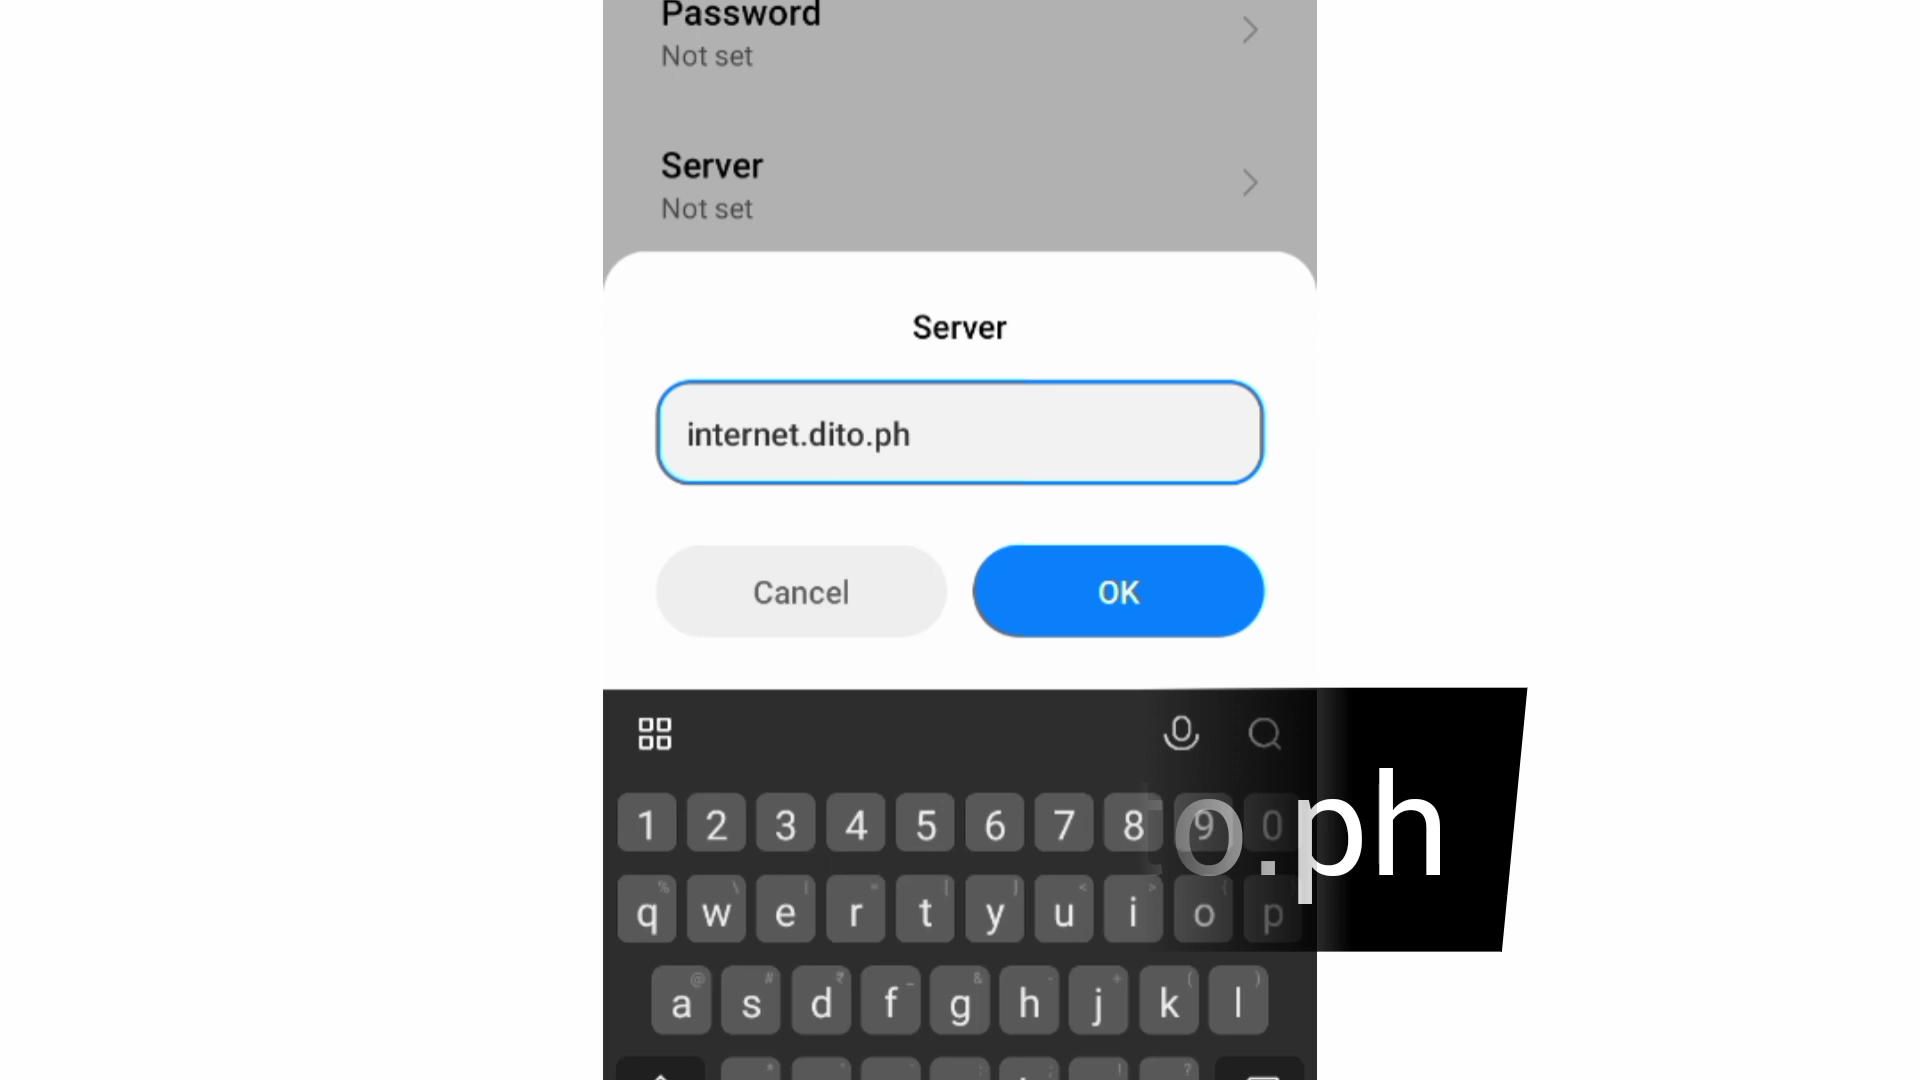 Password
Not set
Server
Not set
Server
internet.dito.ph
Cancel
OK
1 2 3 4 5 6 7 8 9 0
to.ph
q w e r t y u i o p
a s d f g h j k l